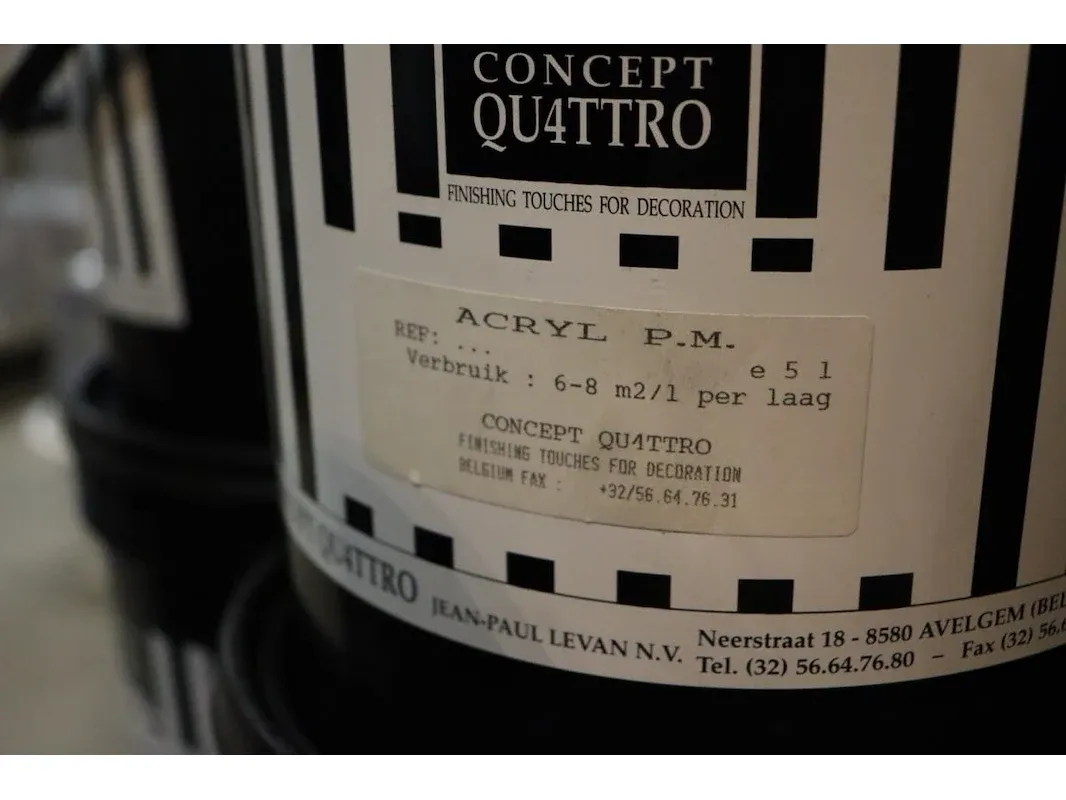 CONCEPT
QU4TTRO
FINISHING TOUCHES FOR DECORATION
ACRYL P.M.
REF: ...
e 5 l
Verbruik : 6-8 m2/l per laag
CONCEPT QU4TTRO
FINISHING TOUCHES FOR DECORATION
BELGIUM FAX : +32/56.64.76.31
QU4TTRO JEAN-PAUL LEVAN N.V. Neerstraat 18 - 8580 AVELGEM
Tel. (32) 56.64.76.80 – Fax (32)